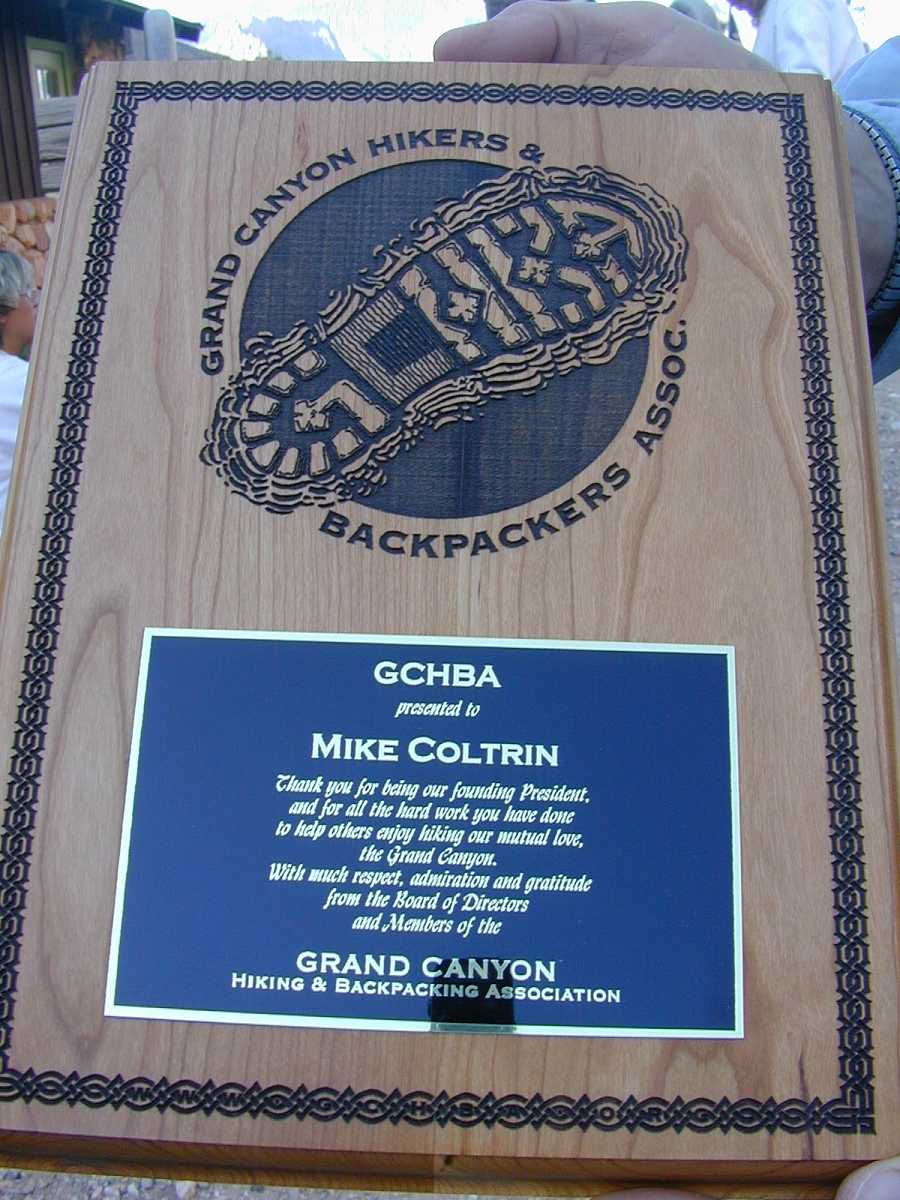 GRAND CANYON HIKERS &
BACKPACKERS ASSOC.
GCHBA
presented to
MIKE COLTRIN
Thank you for being our founding President,
and for all the hard work you have done
to help others enjoy hiking our mutual love,
the Grand Canyon.
With much respect, admiration and gratitude
from the Board of Directors
and Members of the
GRAND CANYON
HIKING & BACKPACKING ASSOCIATION
WWW.GCHBA.ORG